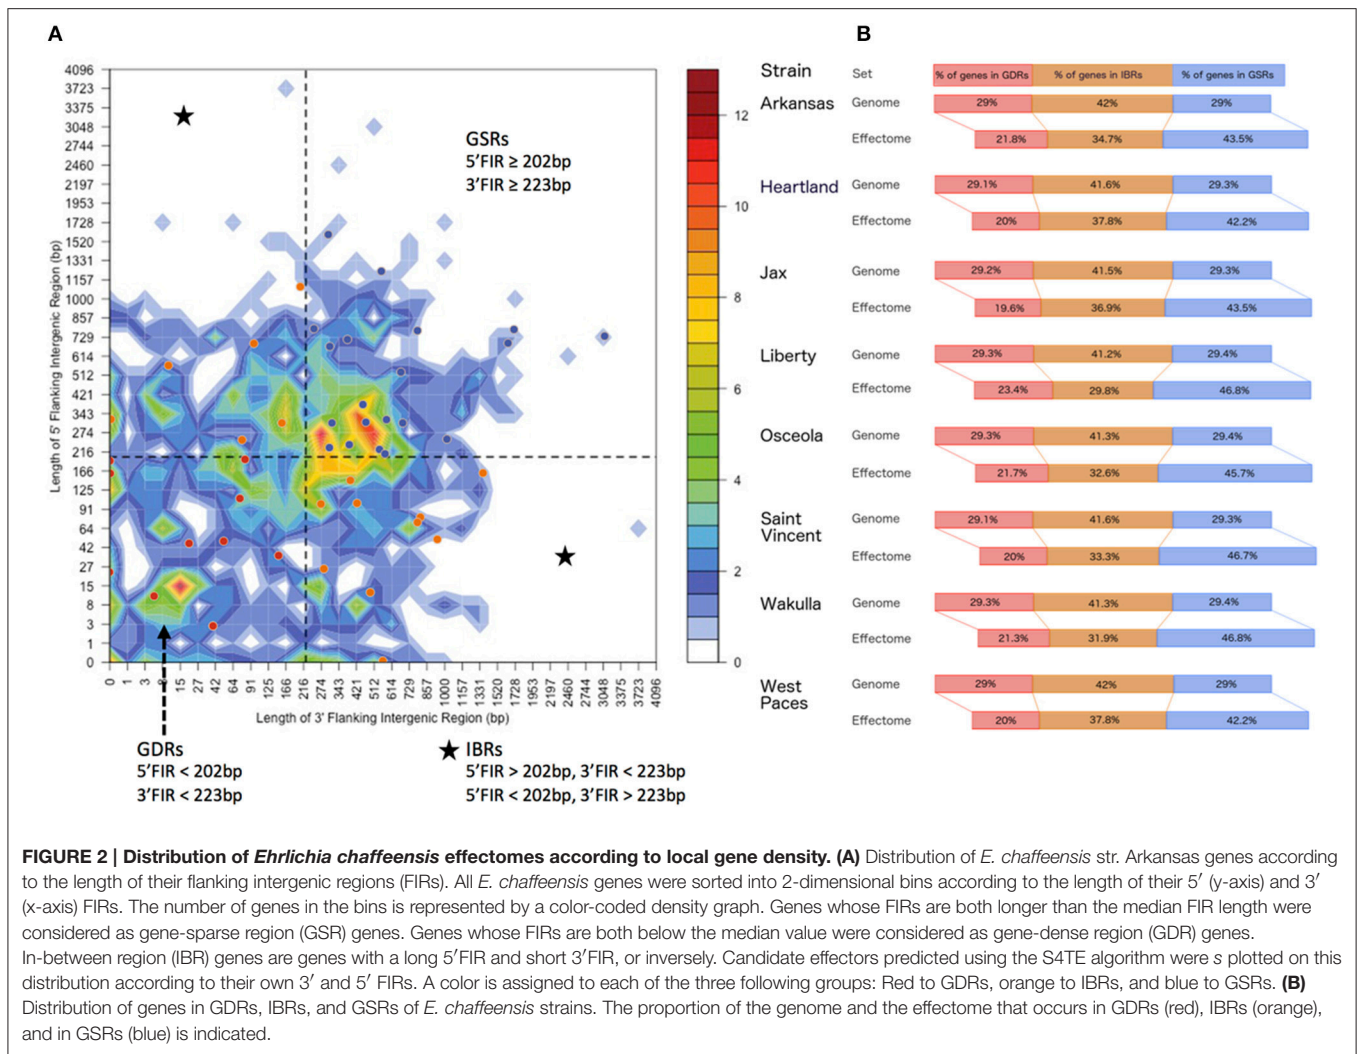 A
4096
3723
3375
3048
2744
2460
2197
1953
1728
1520
1331
1157
1000
857
729
614
512
421
343
274
216
166
125
91
64
42
27
15
8
3
1
0
Length of 5' Flanking Intergenic Region (bp)
GSRs
5'FIR ≥ 202bp
3'FIR ≥ 223bp
0 1 3 8 15 27 42 64 91 125 166 216 274 343 421 512 614 729 857 1000 1157 1331 1520 1728 1953 2197 2460 2744 3048 3375 3723 4096
Length of 3' Flanking Intergenic Region (bp)
12
10
8
6
4
2
0
GDRs
5'FIR < 202bp
3'FIR < 223bp
IBRs
5'FIR > 202bp, 3'FIR < 223bp
5'FIR < 202bp, 3'FIR > 223bp
B
Strain Set % of genes in GDRs % of genes in IBRs % of genes in GSRs
Arkansas Genome 29% 42% 29%
Effectome 21.8% 34.7% 43.5%
Heartland Genome 29.1% 41.6% 29.3%
Effectome 20% 37.8% 42.2%
Jax Genome 29.2% 41.5% 29.3%
Effectome 19.6% 36.9% 43.5%
Liberty Genome 29.3% 41.2% 29.4%
Effectome 23.4% 29.8% 46.8%
Osceola Genome 29.3% 41.3% 29.4%
Effectome 21.7% 32.6% 45.7%
Saint
Vincent Genome 29.1% 41.6% 29.3%
Effectome 20% 33.3% 46.7%
Wakulla Genome 29.3% 41.3% 29.4%
Effectome 21.3% 31.9% 46.8%
West
Paces Genome 29% 42% 29%
Effectome 20% 37.8% 42.2%
FIGURE 2 | Distribution of Ehrlichia chaffeensis effectomes according to local gene density. (A) Distribution of E. chaffeensis str. Arkansas genes according
to the length of their flanking intergenic regions (FIRs). All E. chaffeensis genes were sorted into 2-dimensional bins according to the length of their 5′ (y-axis) and 3′
(x-axis) FIRs. The number of genes in the bins is represented by a color-coded density graph. Genes whose FIRs are both longer than the median FIR length were
considered as gene-sparse region (GSR) genes. Genes whose FIRs are both below the median value were considered as gene-dense region (GDR) genes.
In-between region (IBR) genes are genes with a long 5′FIR and short 3′FIR, or inversely. Candidate effectors predicted using the S4TE algorithm were s plotted on this
distribution according to their own 3′ and 5′ FIRs. A color is assigned to each of the three following groups: Red to GDRs, orange to IBRs, and blue to GSRs. (B)
Distribution of genes in GDRs, IBRs, and GSRs of E. chaffeensis strains. The proportion of the genome and the effectome that occurs in GDRs (red), IBRs (orange),
and in GSRs (blue) is indicated.